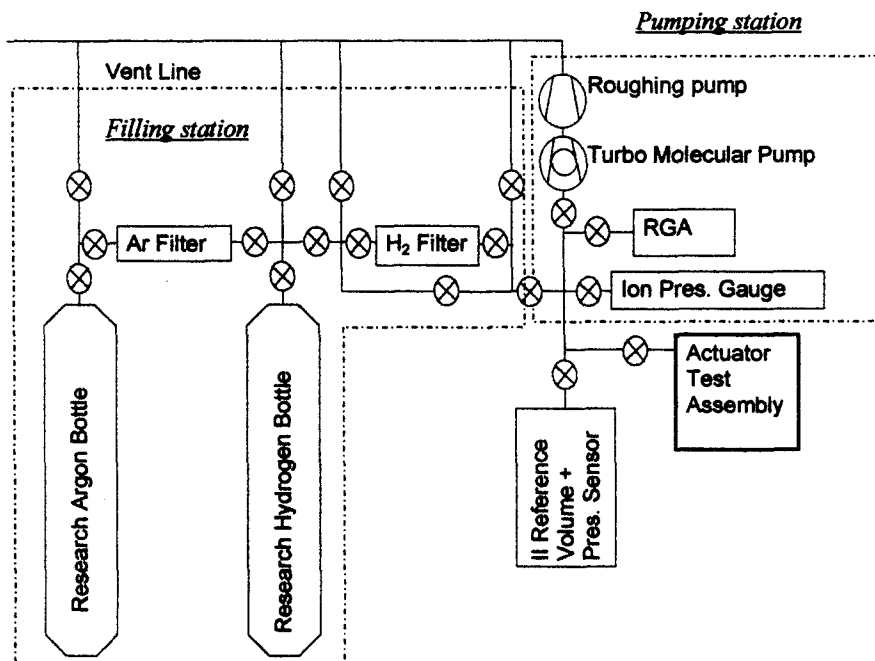 Pumping station
Vent Line
Roughing pump
Filling station
Turbo Molecular Pump
Ar Filter
H₂ Filter
RGA
Ion Pres. Gauge
Research Argon Bottle
Research Hydrogen Bottle
Actuator
Test
Assembly
II Reference
Volume +
Pres. Sensor